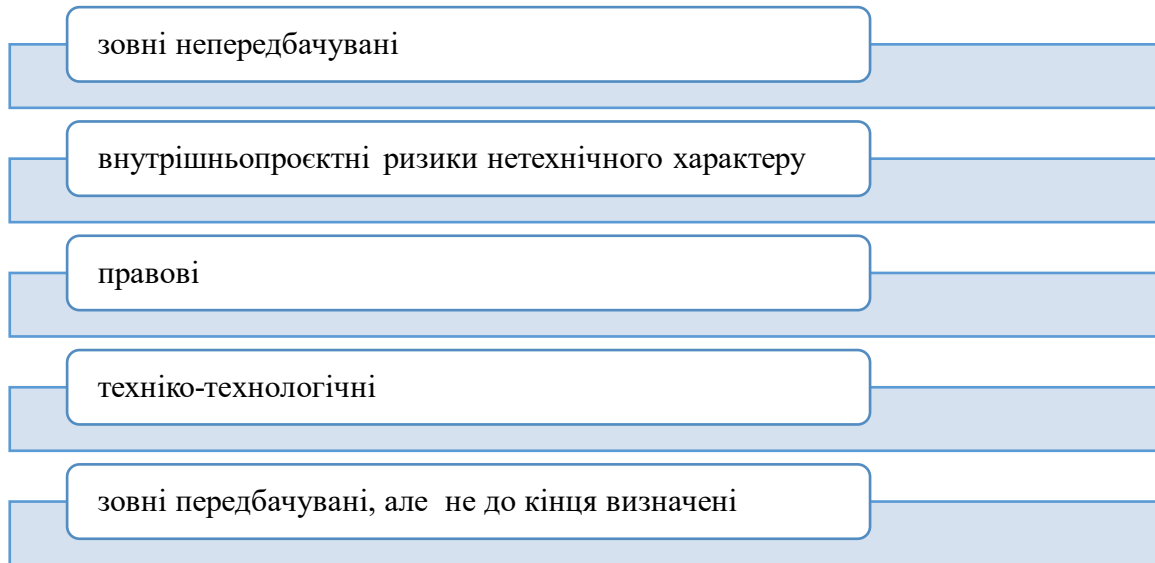 зовні непередбачувані
внутрішньопроєктні ризики нетехнічного характеру
правові
техніко-технологічні
зовні передбачувані, але не до кінця визначені